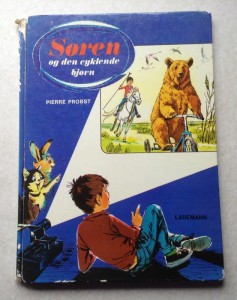 Søren
og den cyklende
bjørn
PIERRE PROBST
LADEMANN